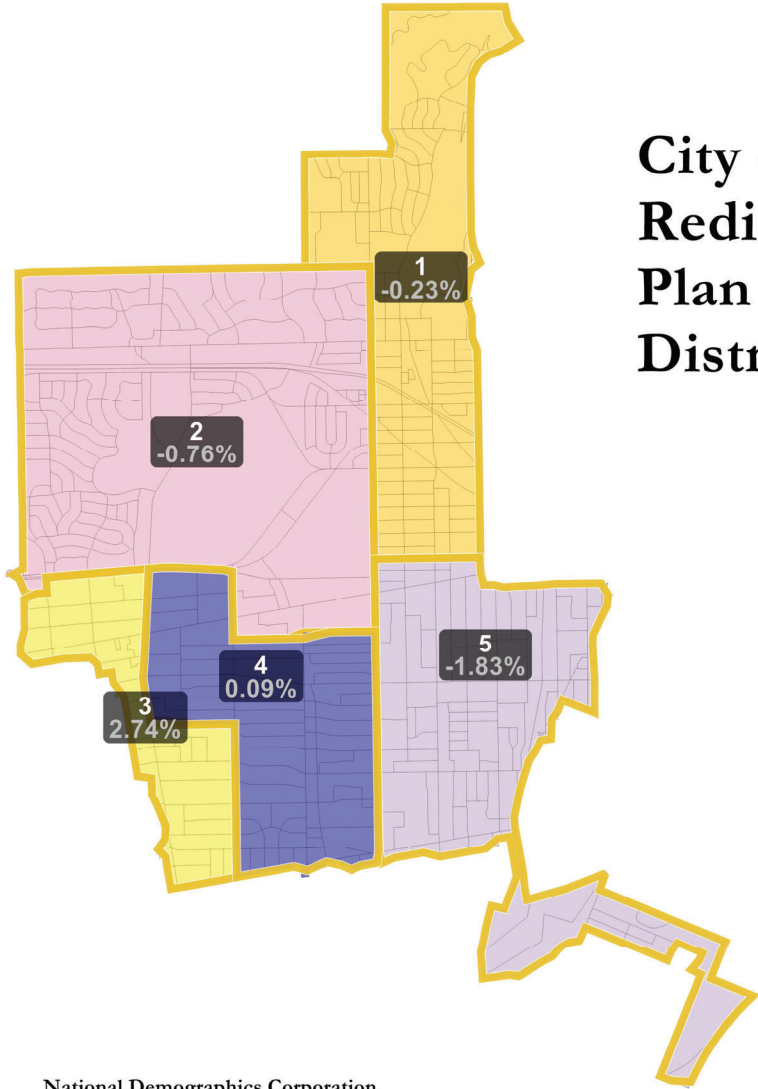 City
Redi
Plan
Distr
1
-0.23%
2
-0.76%
5
-1.83%
4
0.09%
3
2.74%
National Demographics Corporation